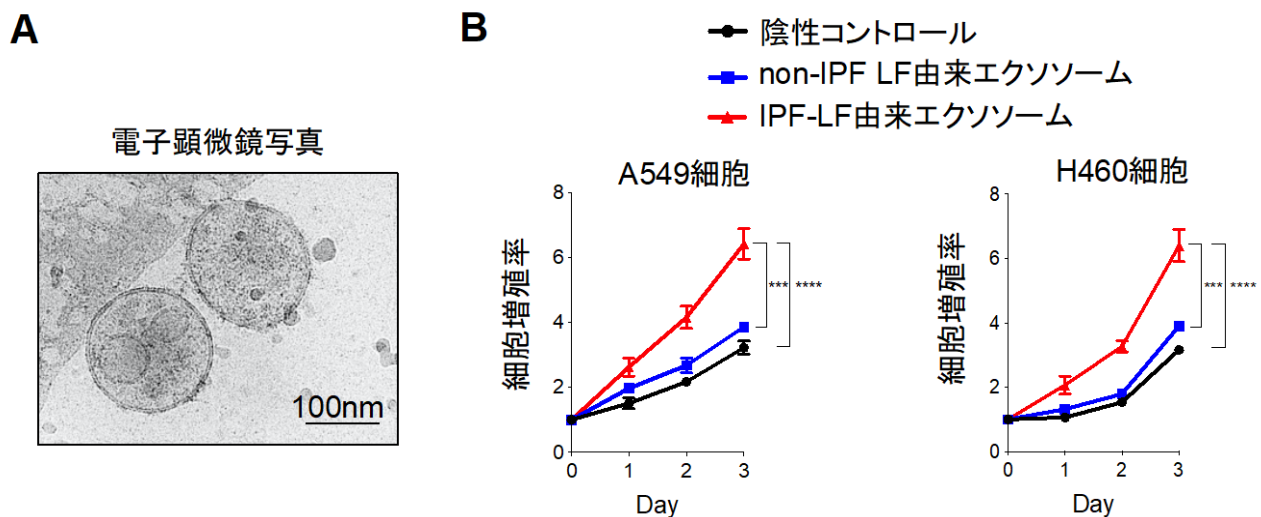 A
電子顕微鏡写真
100nm
B
陰性コントロール
non-IPF LF由来エクソソーム
IPF-LF由来エクソソーム
A549細胞
細胞増殖率
8
6
4
2
0
*** ****
0 1 2 3
Day
H460細胞
細胞増殖率
8
6
4
2
0
*** ****
0 1 2 3
Day